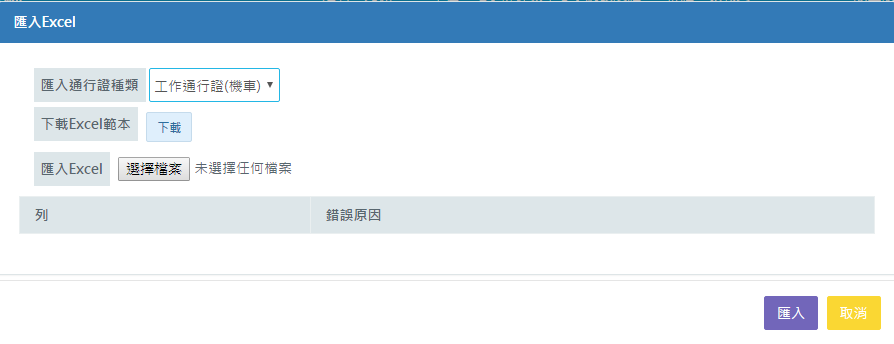 匯入Excel
匯入通行證種類 工作通行證(機車)
下載Excel範本 下載
匯入Excel 選擇檔案 未選擇任何檔案
列 錯誤原因
匯入 取消